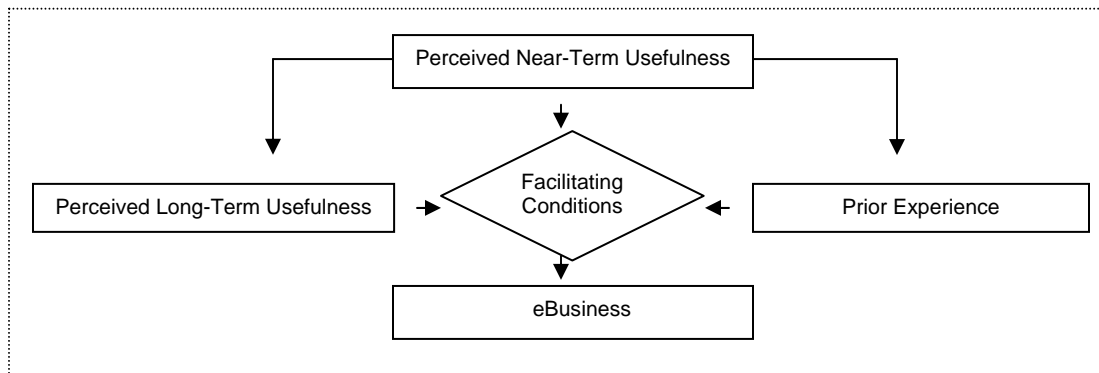 Perceived Near-Term Usefulness
Facilitating
Conditions
Perceived Long-Term Usefulness
Prior Experience
eBusiness